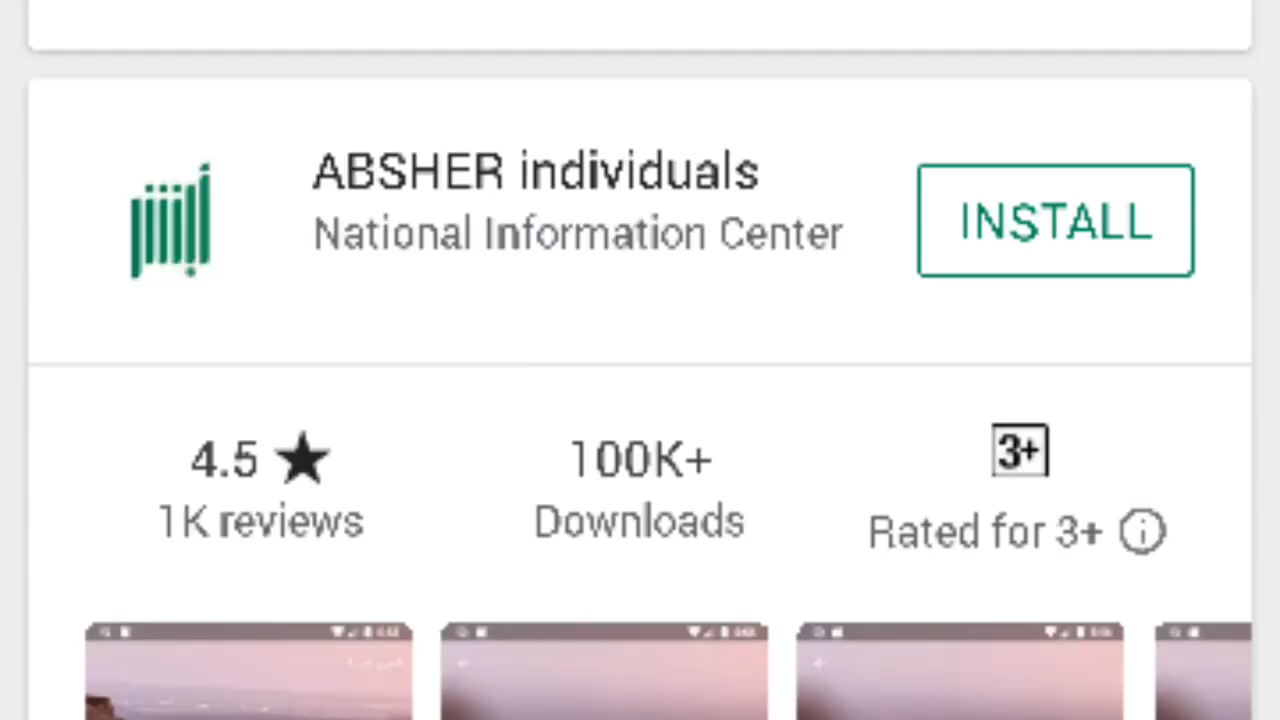 ABSHER individuals
National Information Center
INSTALL
4.5 ★
1K reviews
100K+
Downloads
3+
Rated for 3+